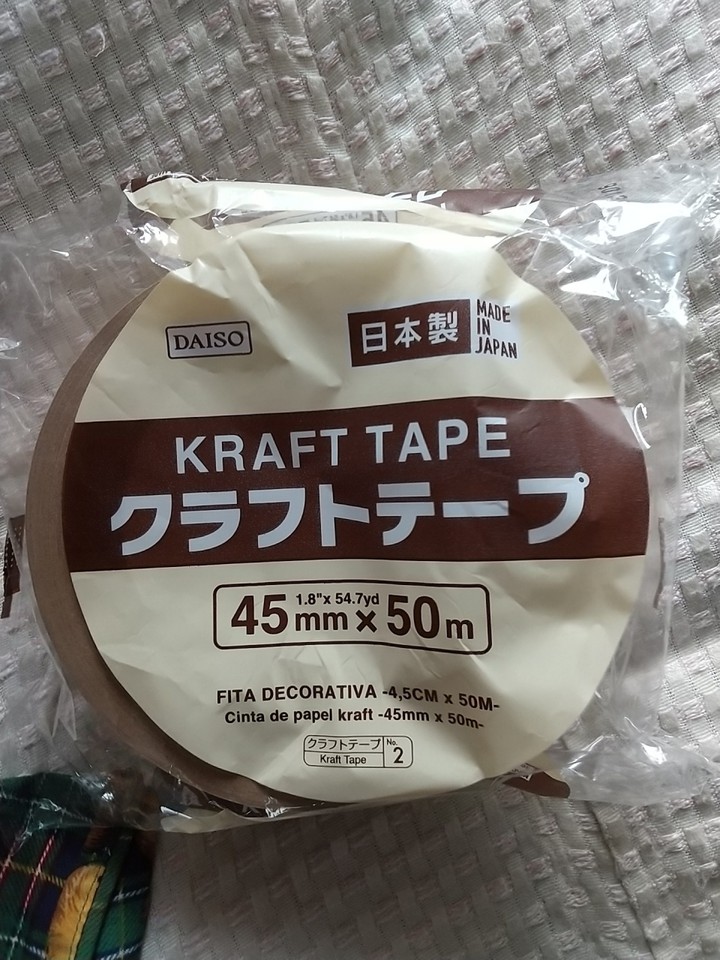 DAISO
日本製
MADE
IN
JAPAN
KRAFT TAPE
クラフトテープ
1.8"x 54.7yd
45mm×50m
FITA DECORATIVA -4,5CM x 50M-
Cinta de papel kraft -45mm x 50m-
クラフトテープ No.
Kraft Tape 2